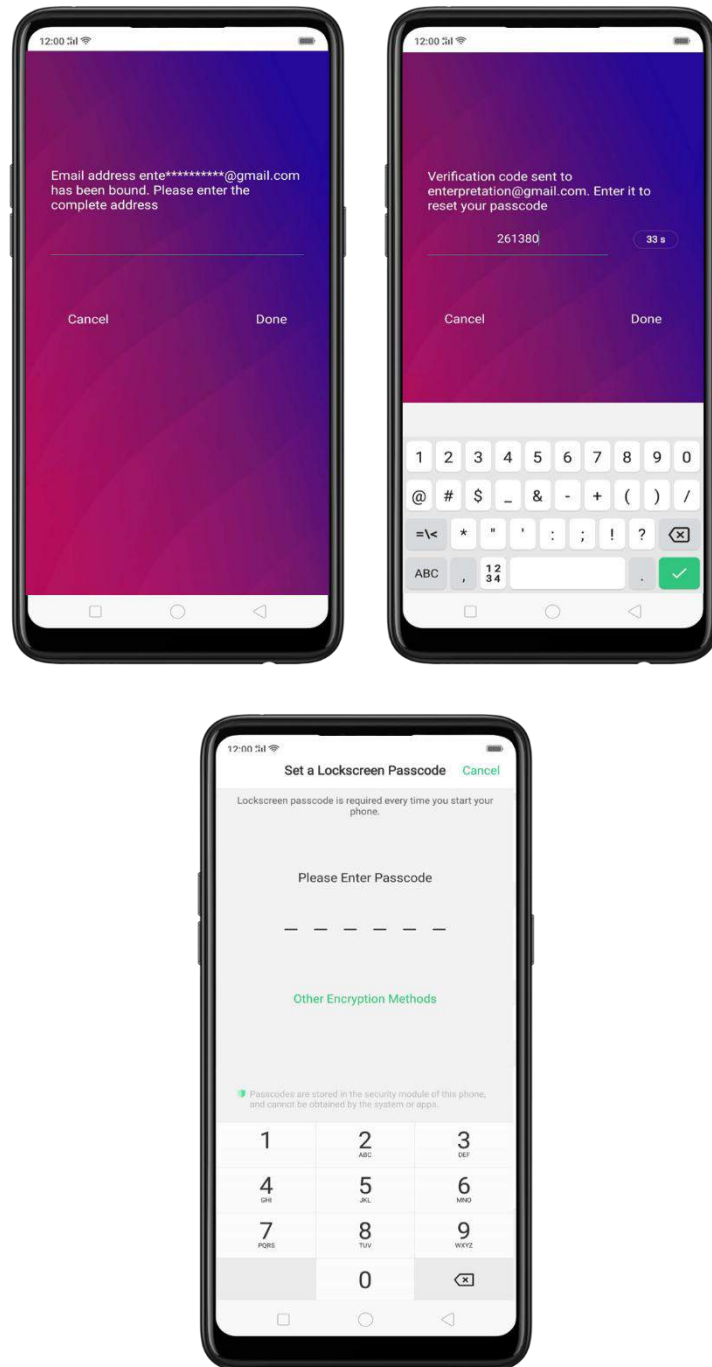 12:00
Email address ente**********@gmail.com
has been bound. Please enter the
complete address
Cancel Done
12:00
Verification code sent to
enterpretation@gmail.com. Enter it to
reset your passcode
261380 33 s
Cancel Done
1 2 3 4 5 6 7 8 9 0
@ # $ _ & - + ( ) /
=\< * " ' : ; ! ?
ABC , 12
34 .
12:00
Set a Lockscreen Passcode Cancel
Lockscreen passcode is required every time you start your
phone.
Please Enter Passcode
Other Encryption Methods
Passcodes are stored in the security module of this phone,
and cannot be obtained by the system or apps.
1 2 3
ABC DEF
4 5 6
GHI JKL MNO
7 8 9
PQRS TUV WXYZ
0